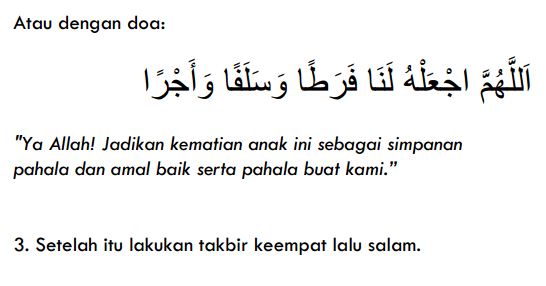 Atau dengan doa:
اَللَّهُمَّ اجْعَلْهُ لَنَا فَرَطًا وَسَلَفًا وَأَجْرًا
"Ya Allah! Jadikan kematian anak ini sebagai simpanan
pahala dan amal baik serta pahala buat kami.”
3. Setelah itu lakukan takbir keempat lalu salam.